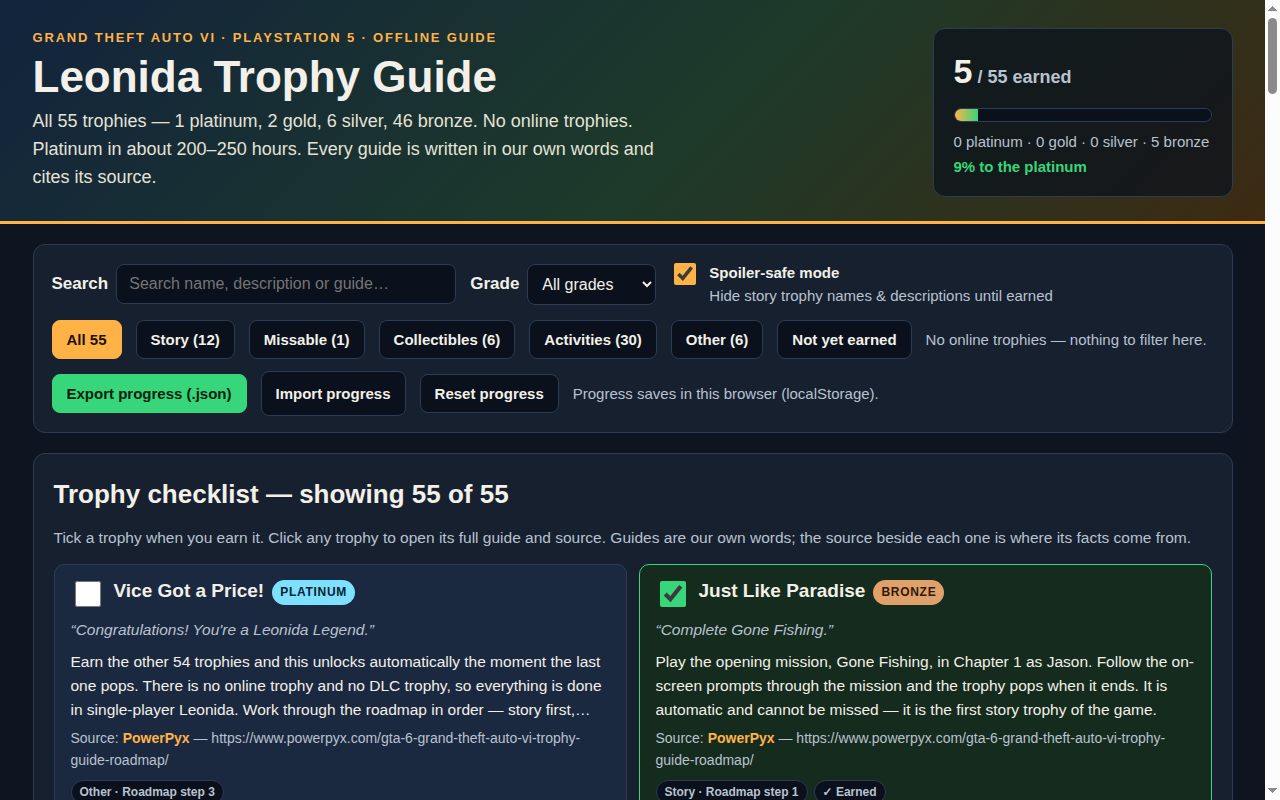 GRAND THEFT AUTO VI · PLAYSTATION 5 · OFFLINE GUIDE
Leonida Trophy Guide
All 55 trophies — 1 platinum, 2 gold, 6 silver, 46 bronze. No online trophies.
Platinum in about 200–250 hours. Every guide is written in our own words and
cites its source.
5 / 55 earned
0 platinum · 0 gold · 0 silver · 5 bronze
9% to the platinum
Search Search name, description or guide… Grade All grades
Spoiler-safe mode
Hide story trophy names & descriptions until earned
All 55 Story (12) Missable (1) Collectibles (6) Activities (30) Other (6) Not yet earned No online trophies — nothing to filter here.
Export progress (.json) Import progress Reset progress Progress saves in this browser (localStorage).
Trophy checklist — showing 55 of 55
Tick a trophy when you earn it. Click any trophy to open its full guide and source. Guides are our own words; the source beside each one is where its facts come from.
Vice Got a Price! PLATINUM
“Congratulations! You're a Leonida Legend.”
Earn the other 54 trophies and this unlocks automatically the moment the last
one pops. There is no online trophy and no DLC trophy, so everything is done
in single-player Leonida. Work through the roadmap in order — story first,…
Source: PowerPyx — https://www.powerpyx.com/gta-6-grand-theft-auto-vi-trophy-
guide-roadmap/
Other · Roadmap step 3
Just Like Paradise BRONZE
“Complete Gone Fishing.”
Play the opening mission, Gone Fishing, in Chapter 1 as Jason. Follow the on-
screen prompts through the mission and the trophy pops when it ends. It is
automatic and cannot be missed — it is the first story trophy of the game.
Source: PowerPyx — https://www.powerpyx.com/gta-6-grand-theft-auto-vi-trophy-
guide-roadmap/
Story · Roadmap step 1 ✓ Earned